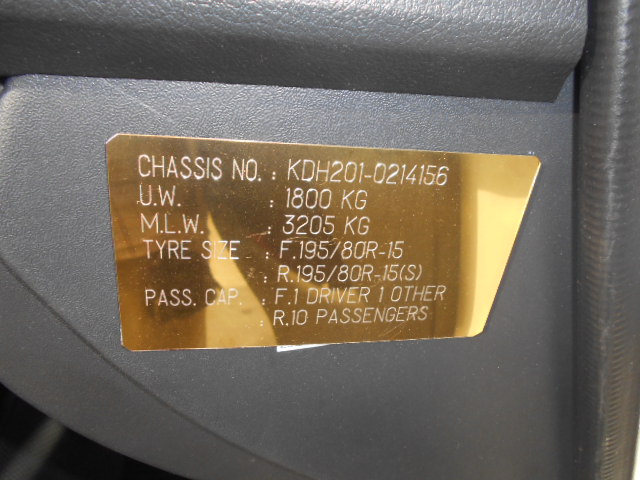 CHASSIS NO. : KDH201-0214156
U.W. : 1800 KG
M.L.W. : 3205 KG
TYRE SIZE : F.195/80R-15
R.195/80R-15(S)
PASS. CAP. : F.1 DRIVER 1 OTHER
: R.10 PASSENGERS